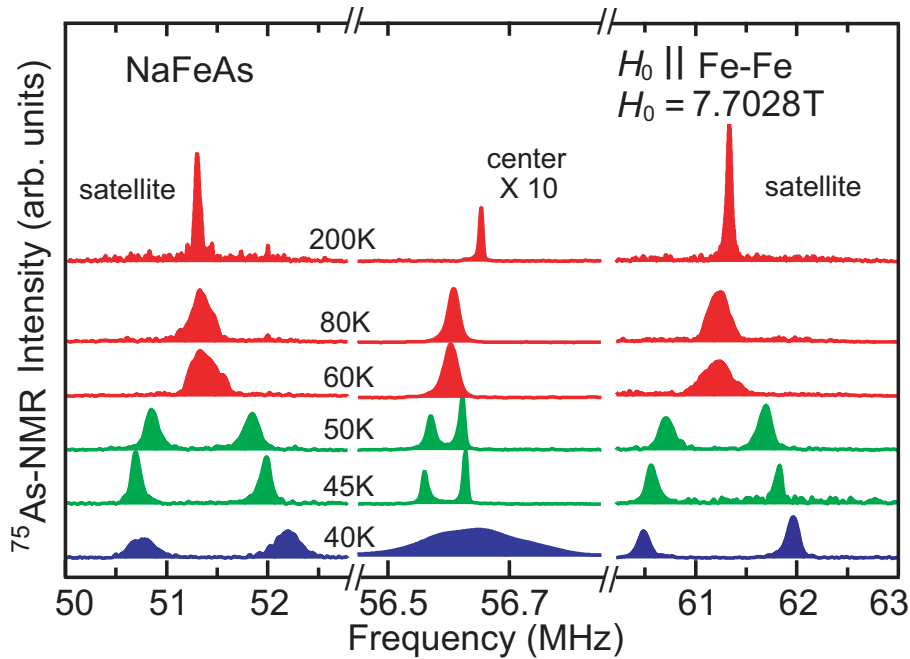 NaFeAs
H₀ || Fe-Fe
H₀ = 7.7028T
satellite
center
X 10
satellite
200K
80K
60K
50K
45K
40K
50 51 52 56.5 56.7 61 62 63
Frequency (MHz)
⁷⁵As-NMR Intensity (arb. units)